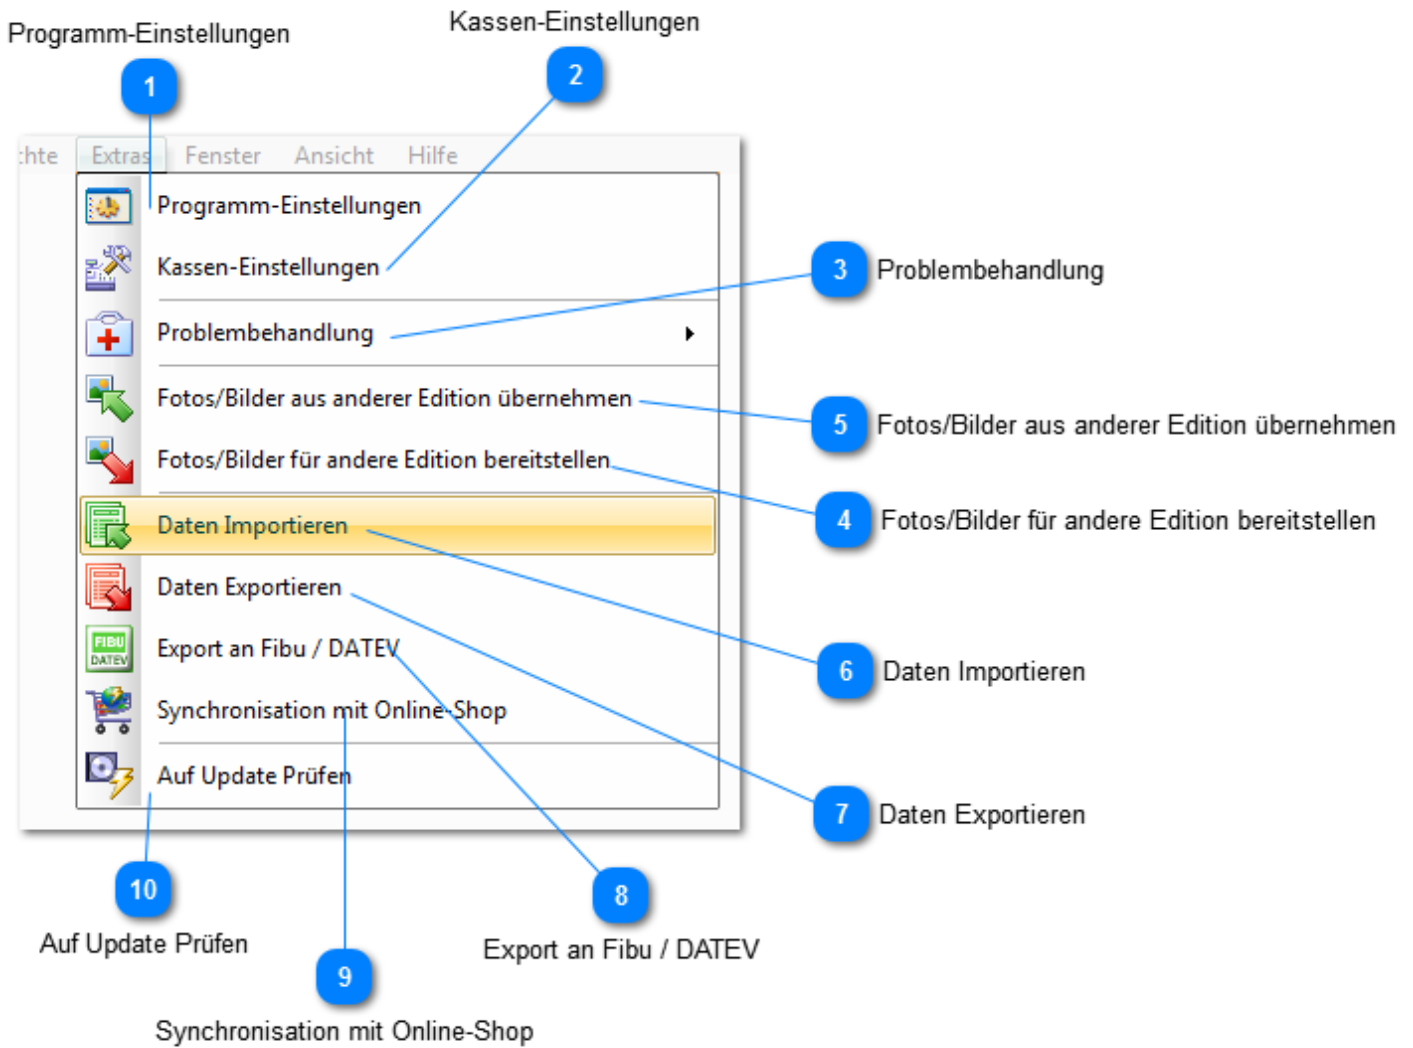 Programm-Einstellungen
Kassen-Einstellungen
1
2
chte Extras Fenster Ansicht Hilfe
Programm-Einstellungen
Kassen-Einstellungen
3 Problembehandlung
Problembehandlung
Fotos/Bilder aus anderer Edition übernehmen
5 Fotos/Bilder aus anderer Edition übernehmen
Fotos/Bilder für andere Edition bereitstellen
4 Fotos/Bilder für andere Edition bereitstellen
Daten Importieren
Daten Exportieren
FIBU
DATEV
Export an Fibu / DATEV
6 Daten Importieren
Synchronisation mit Online-Shop
Auf Update Prüfen
7 Daten Exportieren
10
8
Auf Update Prüfen
Export an Fibu / DATEV
9
Synchronisation mit Online-Shop